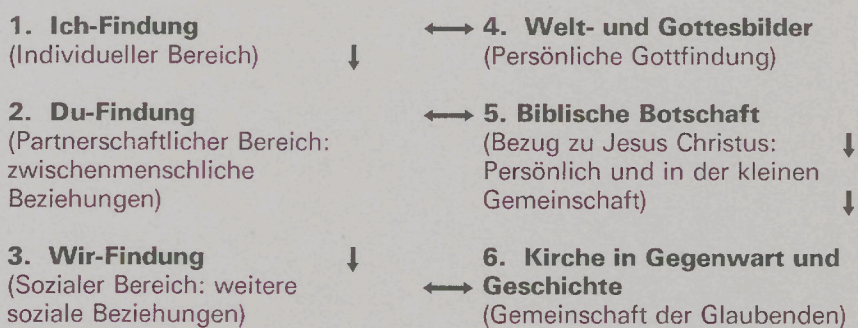 1. Ich-Findung
(Individueller Bereich) ↓
2. Du-Findung
(Partnerschaftlicher Bereich:
zwischenmenschliche
Beziehungen)
3. Wir-Findung ↓
(Sozialer Bereich: weitere
soziale Beziehungen)
↔ 4. Welt- und Gottesbilder
(Persönliche Gottfindung)
↔ 5. Biblische Botschaft
(Bezug zu Jesus Christus: ↓
Persönlich und in der kleinen
Gemeinschaft) ↓
6. Kirche in Gegenwart und
↔ Geschichte
(Gemeinschaft der Glaubenden)